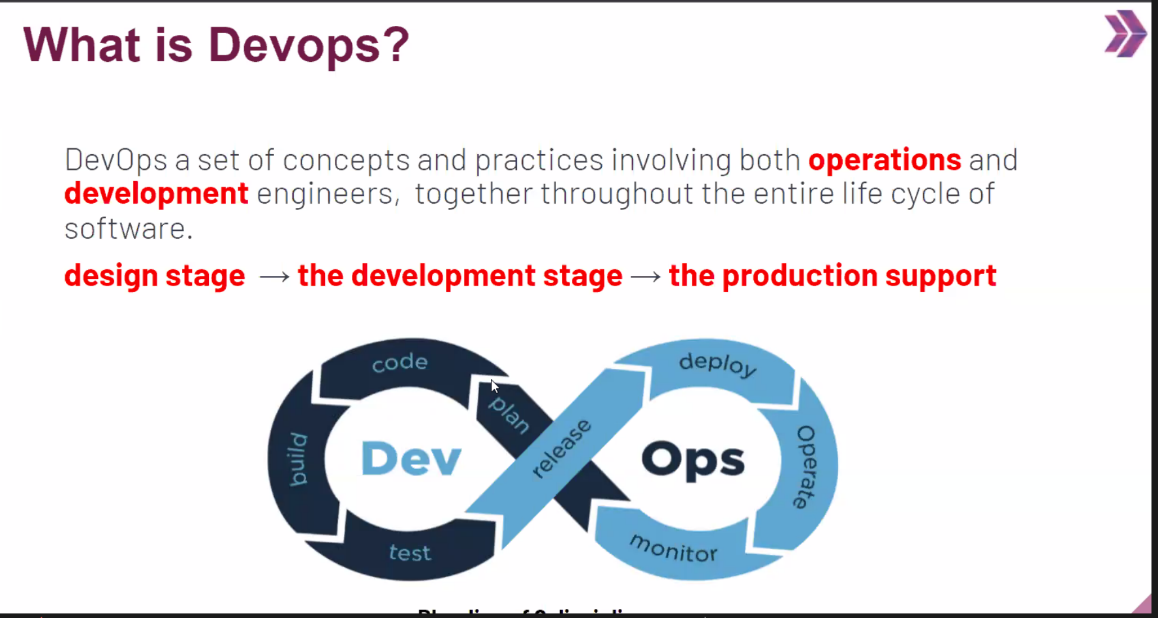 What is Devops?
DevOps a set of concepts and practices involving both operations and
development engineers, together throughout the entire life cycle of
software.
design stage → the development stage → the production support
code
deploy
plan
release
build
Dev
Ops
Operate
test
monitor